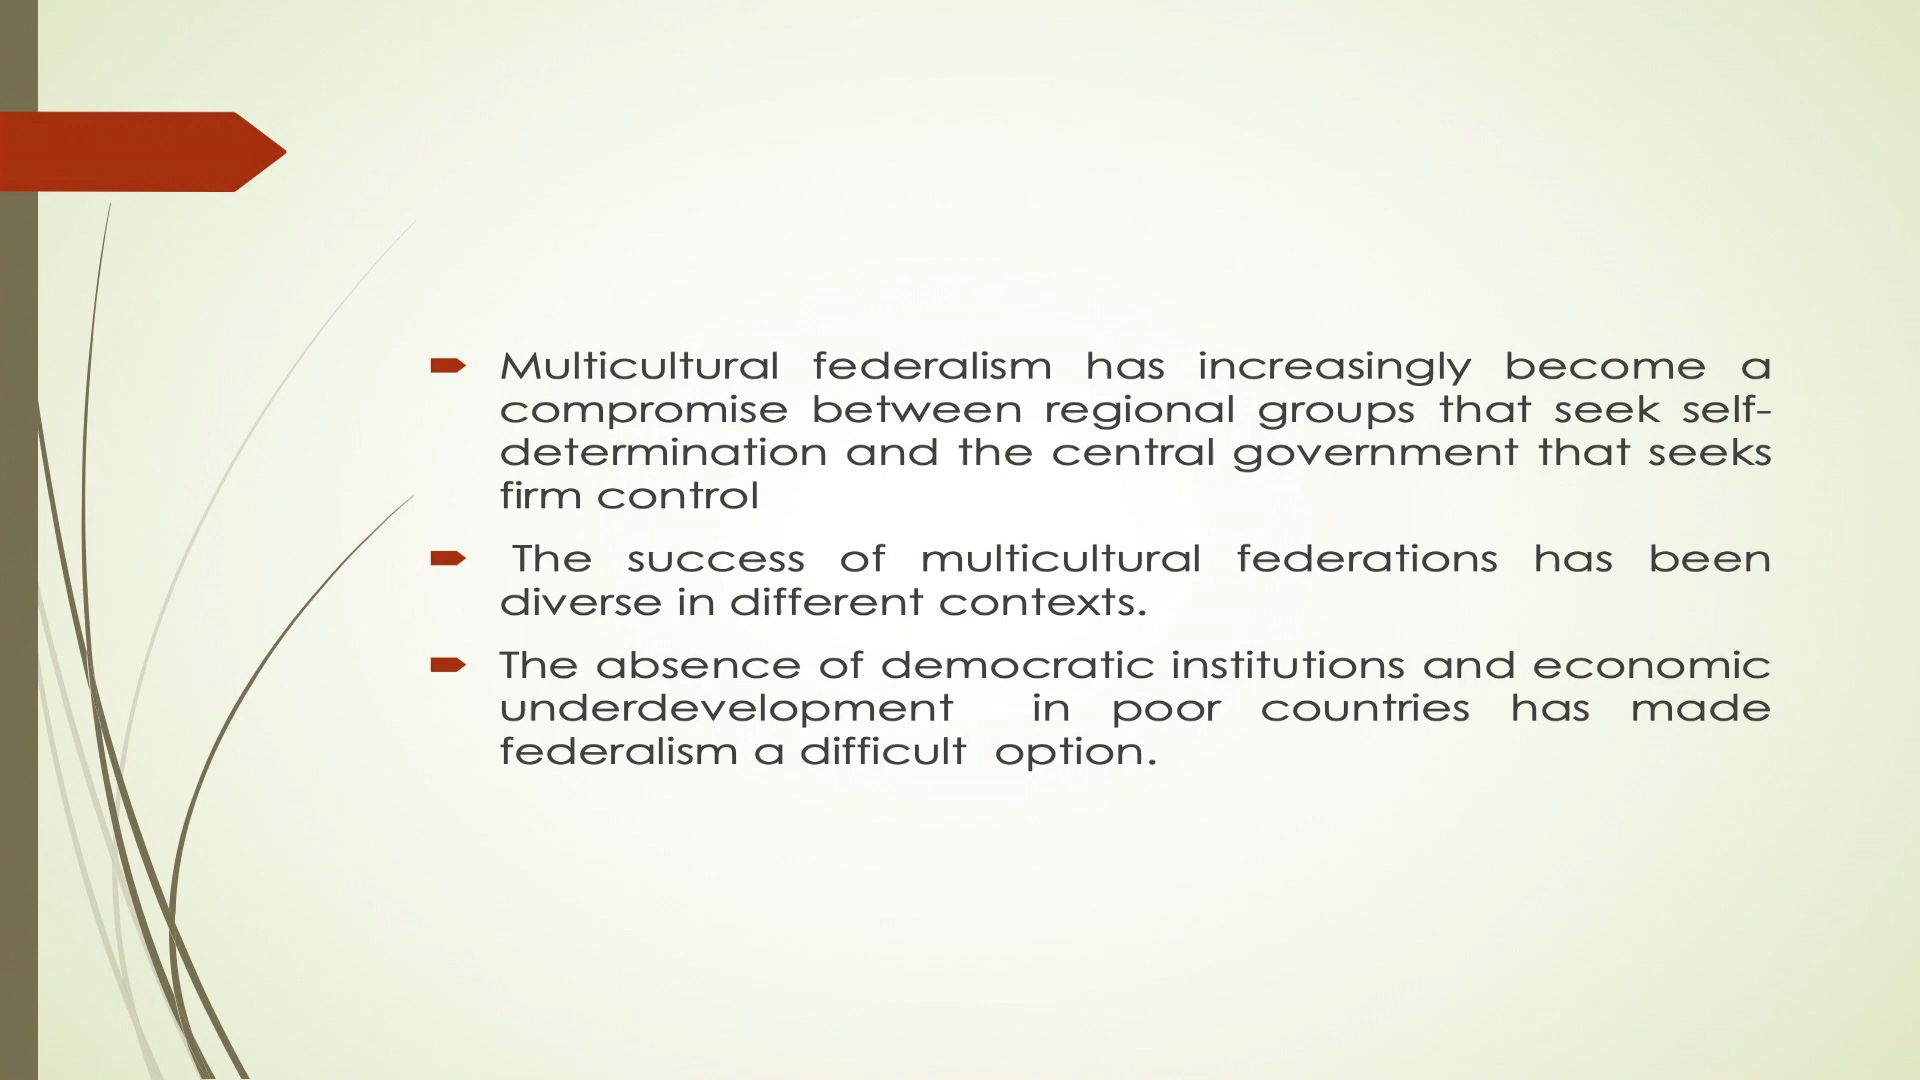 Multicultural federalism has increasingly become a
compromise between regional groups that seek self-
determination and the central government that seeks
firm control
The success of multicultural federations has been
diverse in different contexts.
The absence of democratic institutions and economic
underdevelopment in poor countries has made
federalism a difficult option.